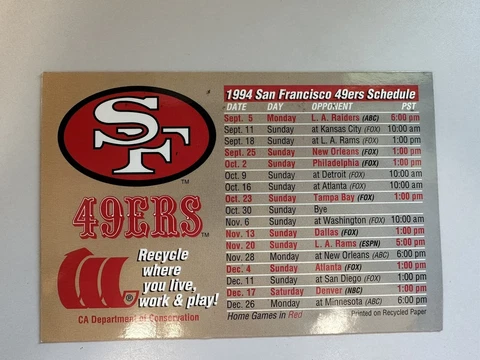 SF
TM
49ERS
TM
Recycle
where
you live,
work & play!
®
CA Department of Conservation
1994 San Francisco 49ers Schedule
DATE DAY OPPONENT PST
Sept. 5 Monday L. A. Raiders (ABC) 6:00 pm
Sept. 11 Sunday at Kansas City (FOX) 10:00 am
Sept. 18 Sunday at L. A. Rams (FOX) 1:00 pm
Sept. 25 Sunday New Orleans (FOX) 1:00 pm
Oct. 2 Sunday Philadelphia (FOX) 1:00 pm
Oct. 9 Sunday at Detroit (FOX) 10:00 am
Oct. 16 Sunday at Atlanta (FOX) 10:00 am
Oct. 23 Sunday Tampa Bay (FOX) 1:00 pm
Oct. 30 Sunday Bye
Nov. 6 Sunday at Washington (FOX) 10:00 am
Nov. 13 Sunday Dallas (FOX) 1:00 pm
Nov. 20 Sunday L. A. Rams (ESPN) 5:00 pm
Nov. 28 Monday at New Orleans (ABC) 6:00 pm
Dec. 4 Sunday Atlanta (FOX) 1:00 pm
Dec. 11 Sunday at San Diego (FOX) 1:00 pm
Dec. 17 Saturday Denver (NBC) 1:00 pm
Dec. 26 Monday at Minnesota (ABC) 6:00 pm
Home Games in Red Printed on Recycled Paper